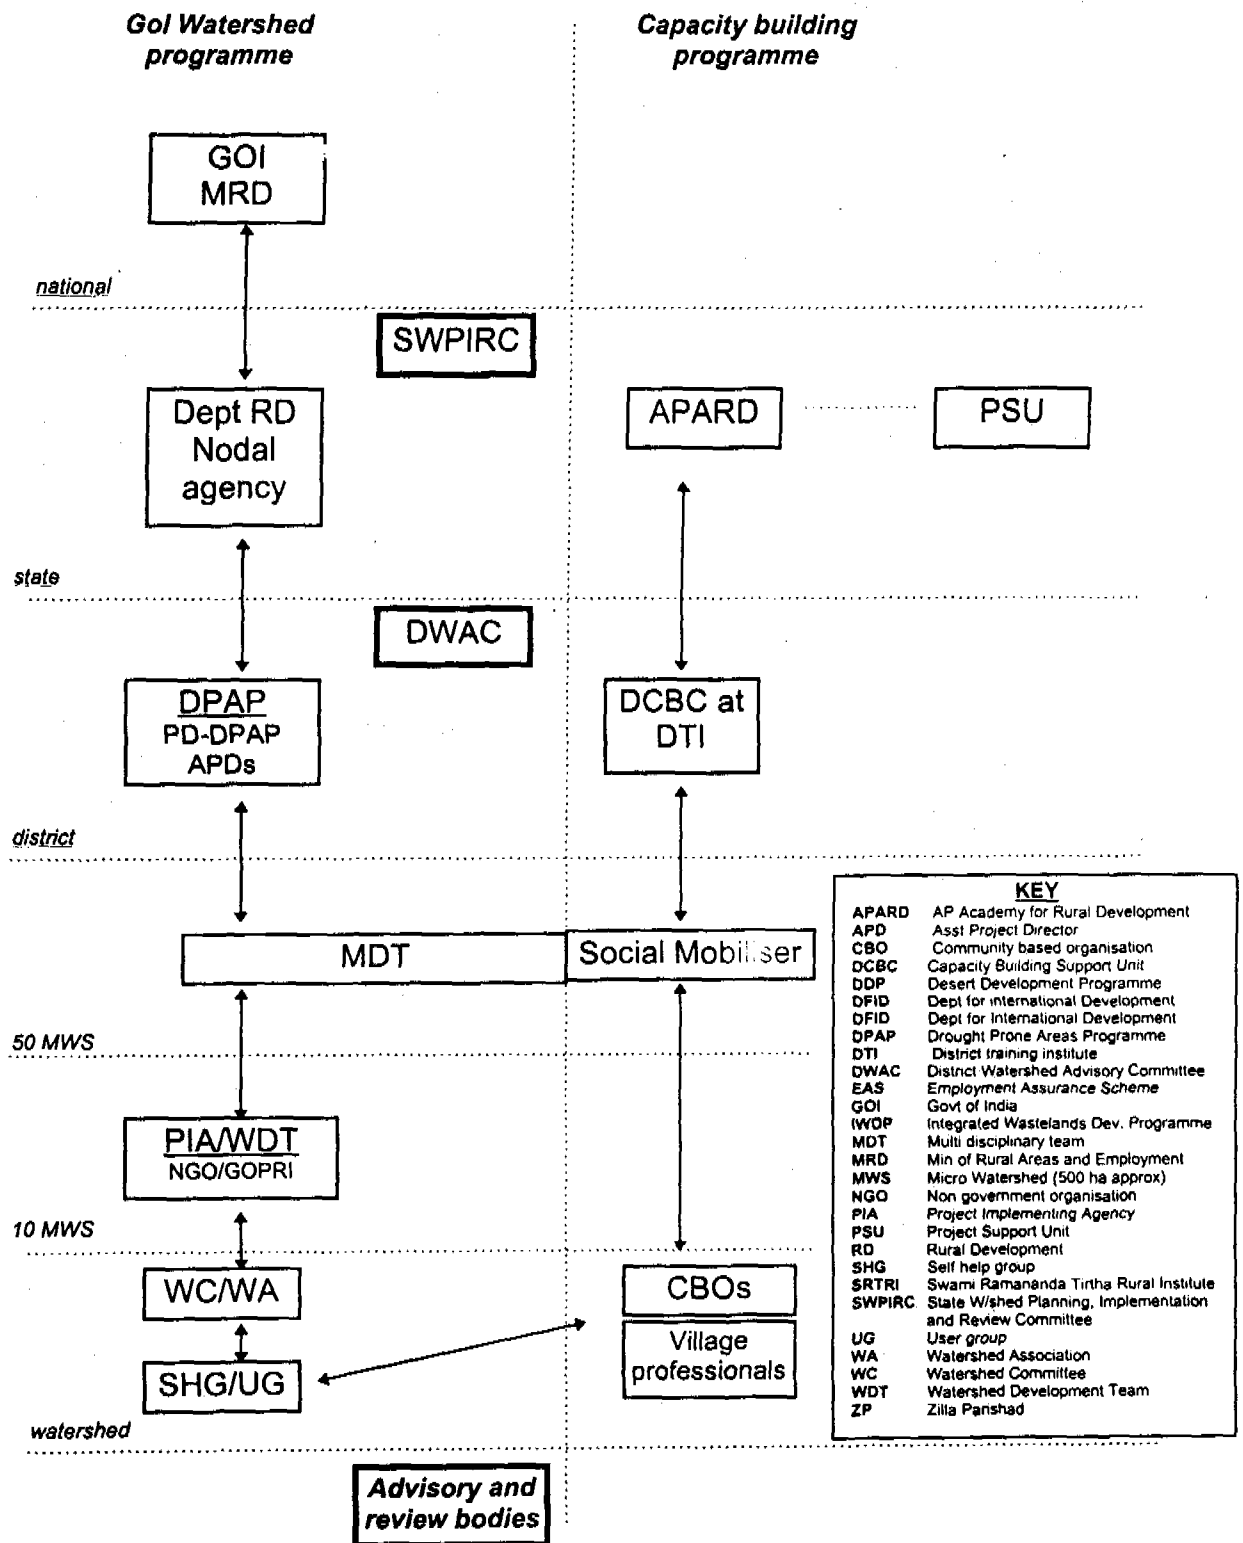 GoI Watershed
programme
Capacity building
programme
GOI
MRD
national
SWPIRC
Dept RD
Nodal
agency
APARD
PSU
state
DWAC
DPAP
PD-DPAP
APDs
DCBC at
DTI
district
MDT
Social Mobiliser
50 MWS
PIA/WDT
NGO/GOPRI
10 MWS
WC/WA
CBOs
Village
professionals
SHG/UG
watershed
Advisory and
review bodies
KEY
APARD AP Academy for Rural Development
APD Asst Project Director
CBO Community based organisation
DCBC Capacity Building Support Unit
DDP Desert Development Programme
DFID Dept for International Development
DFID Dept for International Development
DPAP Drought Prone Areas Programme
DTI District training institute
DWAC District Watershed Advisory Committee
EAS Employment Assurance Scheme
GOI Govt of India
IWDP Integrated Wastelands Dev. Programme
MDT Multi disciplinary team
MRD Min of Rural Areas and Employment
MWS Micro Watershed (500 ha approx)
NGO Non government organisation
PIA Project Implementing Agency
PSU Project Support Unit
RD Rural Development
SHG Self help group
SRTRI Swami Ramananda Tirtha Rural Institute
SWPIRC State W/shed Planning, Implementation
and Review Committee
UG User group
WA Watershed Association
WC Watershed Committee
WDT Watershed Development Team
ZP Zilla Parishad